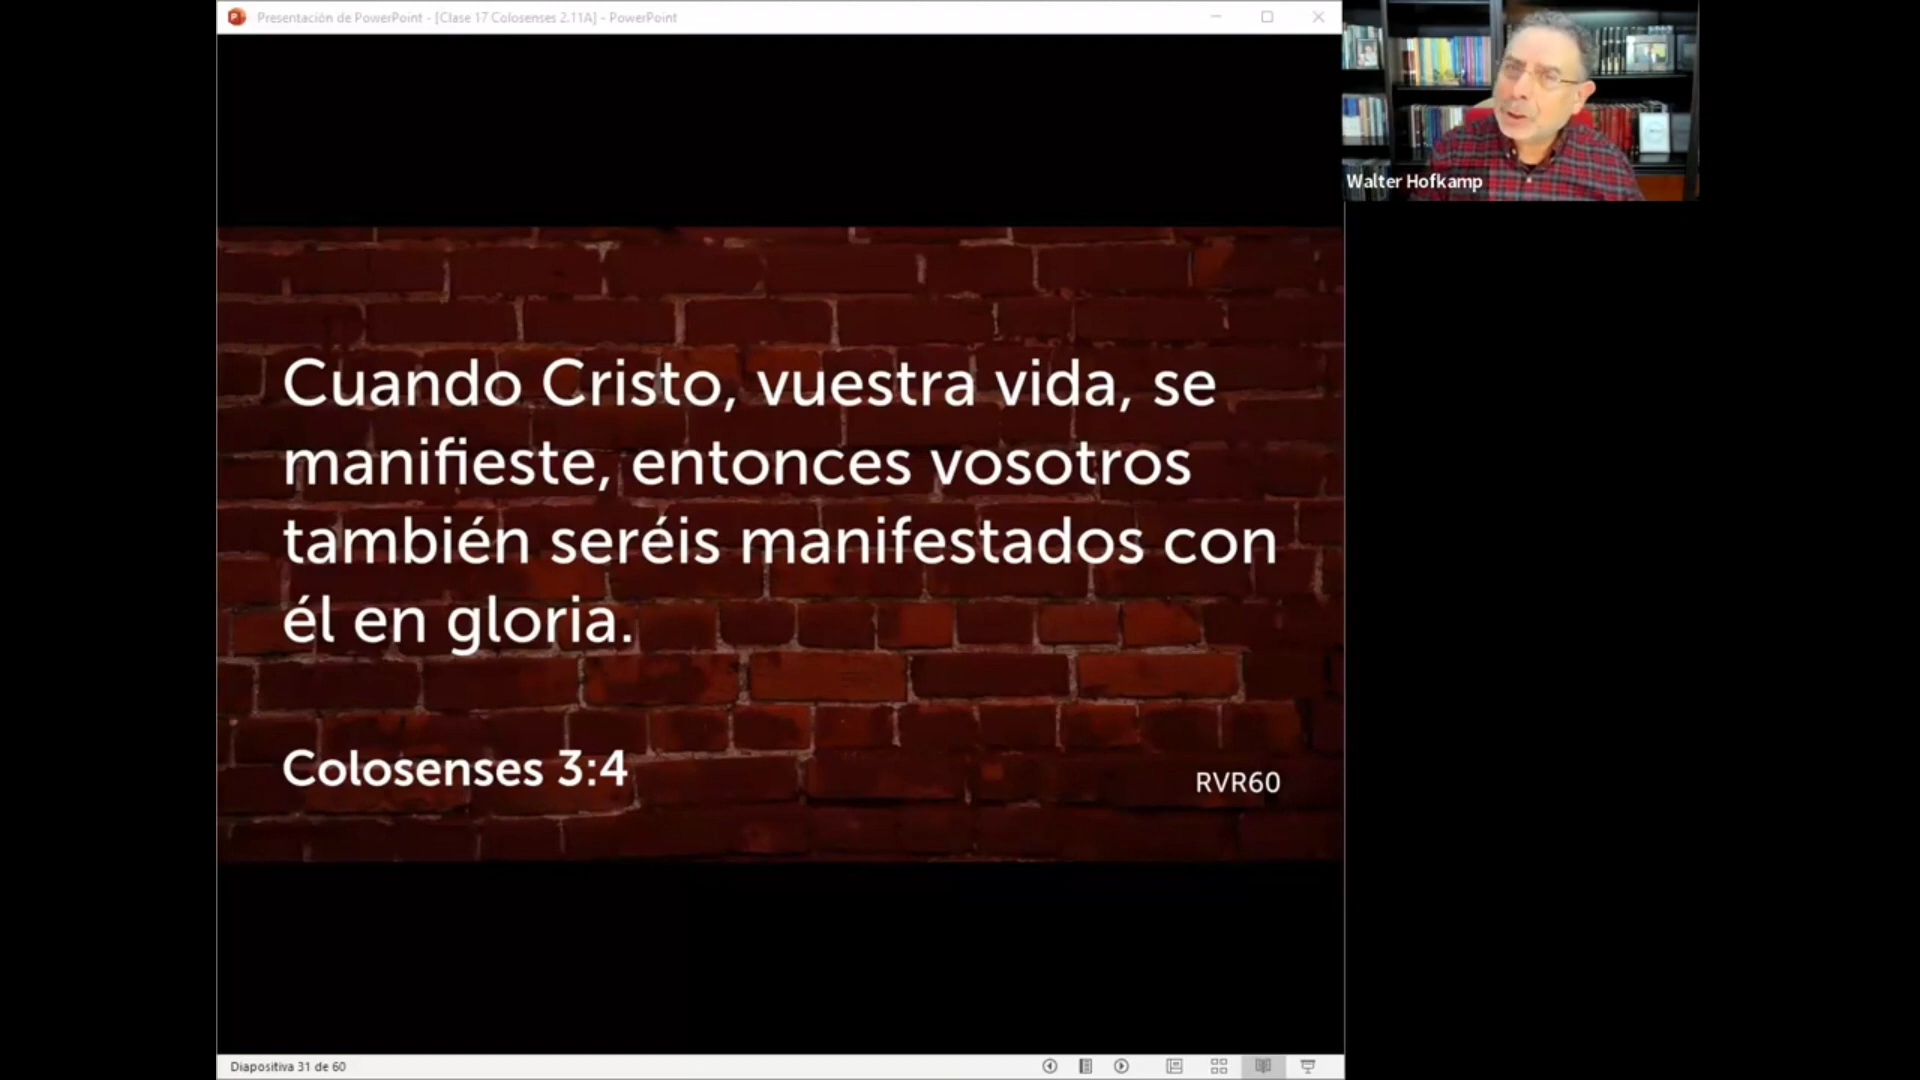 Presentación de PowerPoint - [Clase 17 Colosenses 2.11A] - PowerPoint
Walter Hofkamp
Cuando Cristo, vuestra vida, se
manifieste, entonces vosotros
también seréis manifestados con
él en gloria.
Colosenses 3:4
RVR60
Diapositiva 31 de 60